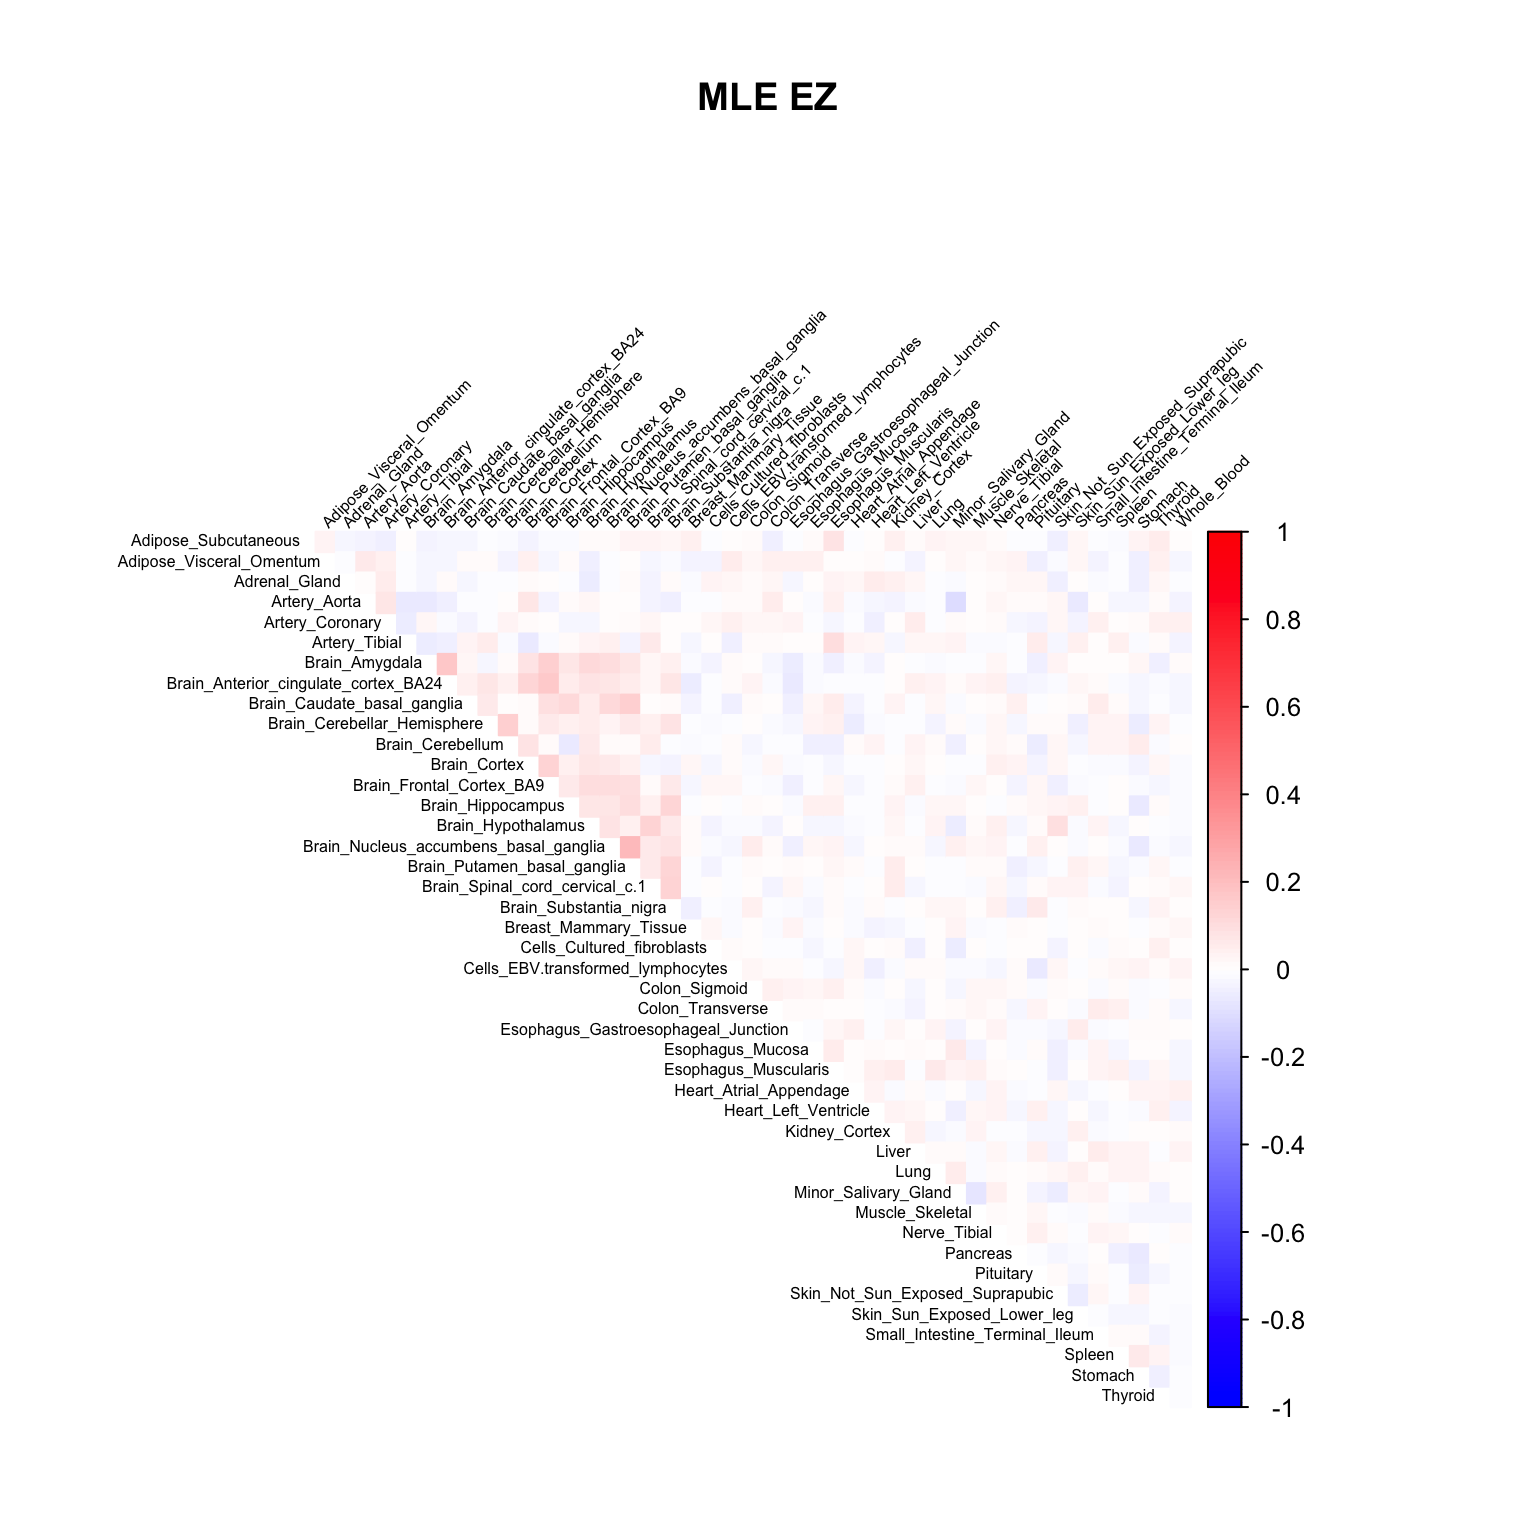 MLE EZ
Adipose_Visceral_Omentum
Adrenal_Gland
Artery_Aorta
Artery_Coronary
Artery_Tibial
Brain_Amygdala
Brain_Anterior_cingulate_cortex_BA24
Brain_Caudate_basal_ganglia
Brain_Cerebellar_Hemisphere
Brain_Cerebellum
Brain_Cortex
Brain_Frontal_Cortex_BA9
Brain_Hippocampus
Brain_Hypothalamus
Brain_Nucleus_accumbens_basal_ganglia
Brain_Putamen_basal_ganglia
Brain_Spinal_cord_cervical_c.1
Brain_Substantia_nigra
Breast_Mammary_Tissue
Cells_Cultured_fibroblasts
Cells_EBV.transformed_lymphocytes
Colon_Sigmoid
Colon_Transverse
Esophagus_Gastroesophageal_Junction
Esophagus_Mucosa
Esophagus_Muscularis
Heart_Atrial_Appendage
Heart_Left_Ventricle
Kidney_Cortex
Liver
Lung
Minor_Salivary_Gland
Muscle_Skeletal
Nerve_Tibial
Pancreas
Pituitary
Skin_Not_Sun_Exposed_Suprapubic
Skin_Sun_Exposed_Lower_leg
Small_Intestine_Terminal_Ileum
Spleen
Stomach
Thyroid
Whole_Blood
Adipose_Subcutaneous
Adipose_Visceral_Omentum
Adrenal_Gland
Artery_Aorta
Artery_Coronary
Artery_Tibial
Brain_Amygdala
Brain_Anterior_cingulate_cortex_BA24
Brain_Caudate_basal_ganglia
Brain_Cerebellar_Hemisphere
Brain_Cerebellum
Brain_Cortex
Brain_Frontal_Cortex_BA9
Brain_Hippocampus
Brain_Hypothalamus
Brain_Nucleus_accumbens_basal_ganglia
Brain_Putamen_basal_ganglia
Brain_Spinal_cord_cervical_c.1
Brain_Substantia_nigra
Breast_Mammary_Tissue
Cells_Cultured_fibroblasts
Cells_EBV.transformed_lymphocytes
Colon_Sigmoid
Colon_Transverse
Esophagus_Gastroesophageal_Junction
Esophagus_Mucosa
Esophagus_Muscularis
Heart_Atrial_Appendage
Heart_Left_Ventricle
Kidney_Cortex
Liver
Lung
Minor_Salivary_Gland
Muscle_Skeletal
Nerve_Tibial
Pancreas
Pituitary
Skin_Not_Sun_Exposed_Suprapubic
Skin_Sun_Exposed_Lower_leg
Small_Intestine_Terminal_Ileum
Spleen
Stomach
Thyroid
1
0.8
0.6
0.4
0.2
0
-0.2
-0.4
-0.6
-0.8
-1